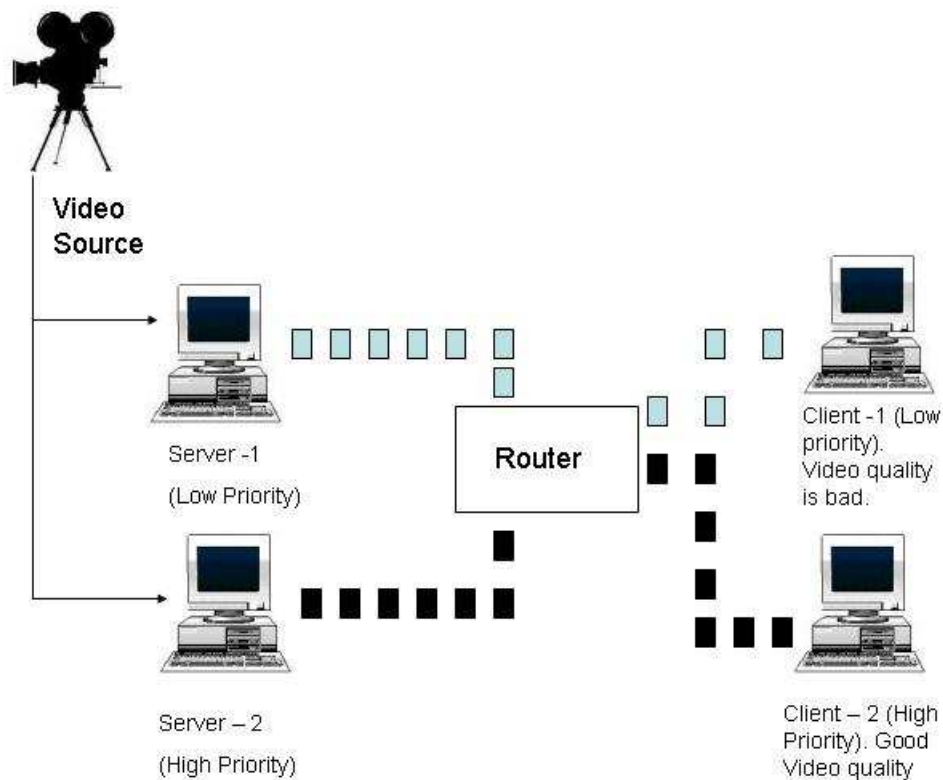 Video
Source
Server -1
(Low Priority)
Router
Client -1 (Low
priority).
Video quality
is bad.
Server – 2
(High Priority)
Client – 2 (High
Priority). Good
Video quality